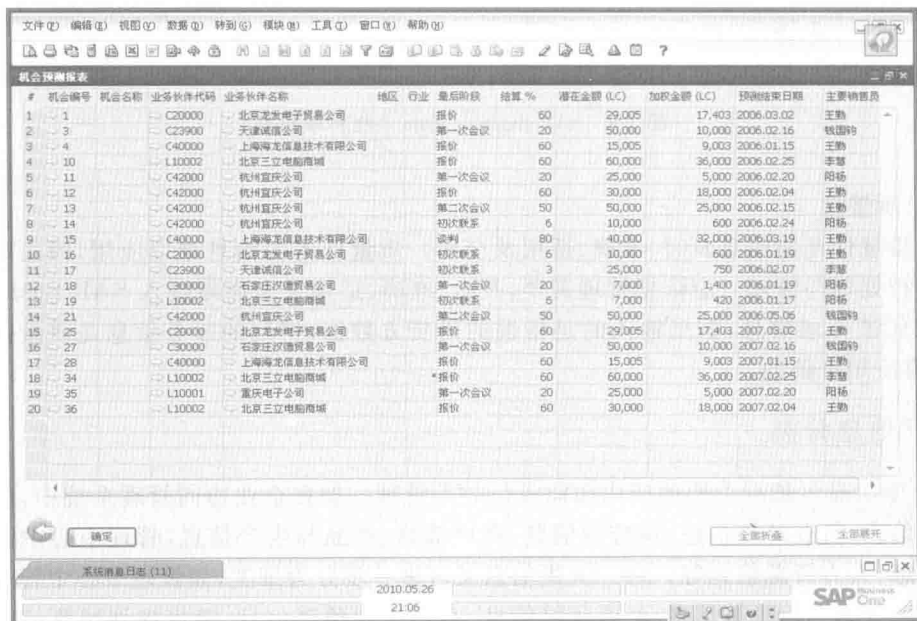 文件(F) 编辑(E) 视图(V) 数据(D) 转到(G) 模块(M) 工具(T) 窗口(W) 帮助(H)
机会预测报表
# 机会编号 机会名称 业务伙伴代码 业务伙伴名称 地区 行业 最后阶段 结算 % 潜在金额 (LC) 加权金额 (LC) 预测结束日期 主要销售员
1 1 C20000 北京龙发电子贸易公司 报价 60 29,005 17,403 2006.03.02 王勤
2 3 C23900 天津诚信公司 第一次会议 20 50,000 10,000 2006.02.16 钱国钧
3 4 C40000 上海海龙信息技术有限公司 报价 60 15,005 9,003 2006.01.15 王勤
4 10 L10002 北京三立电脑商城 报价 60 60,000 36,000 2006.02.25 李慧
5 11 C42000 杭州宜庆公司 第一次会议 20 25,000 5,000 2006.02.20 阳杨
6 12 C42000 杭州宜庆公司 报价 60 30,000 18,000 2006.02.04 王勤
7 13 C42000 杭州宜庆公司 第二次会议 50 50,000 25,000 2006.02.15 王勤
8 14 C42000 杭州宜庆公司 初次联系 6 10,000 600 2006.02.24 阳杨
9 15 C40000 上海海龙信息技术有限公司 谈判 80 40,000 32,000 2006.03.19 王勤
10 16 C20000 北京龙发电子贸易公司 初次联系 6 10,000 600 2006.01.19 王勤
11 17 C23900 天津诚信公司 初次联系 3 25,000 750 2006.02.07 李慧
12 18 C30000 石家庄汉德贸易公司 第一次会议 20 7,000 1,400 2006.01.19 阳杨
13 19 L10002 北京三立电脑商城 初次联系 6 7,000 420 2006.01.17 阳杨
14 21 C42000 杭州宜庆公司 第二次会议 50 50,000 25,000 2006.05.06 钱国钧
15 25 C20000 北京龙发电子贸易公司 报价 60 29,005 17,403 2007.03.02 王勤
16 27 C30000 石家庄汉德贸易公司 第一次会议 20 50,000 10,000 2007.02.16 钱国钧
17 28 C40000 上海海龙信息技术有限公司 报价 60 15,005 9,003 2007.01.15 王勤
18 34 L10002 北京三立电脑商城 报价 60 60,000 36,000 2007.02.25 李慧
19 35 L10001 重庆电子公司 第一次会议 20 25,000 5,000 2007.02.20 阳杨
20 36 L10002 北京三立电脑商城 报价 60 30,000 18,000 2007.02.04 王勤
确定 全部折叠 全部展开
系统消息日志 (11)
2010.05.26
21:06
SAP Business One